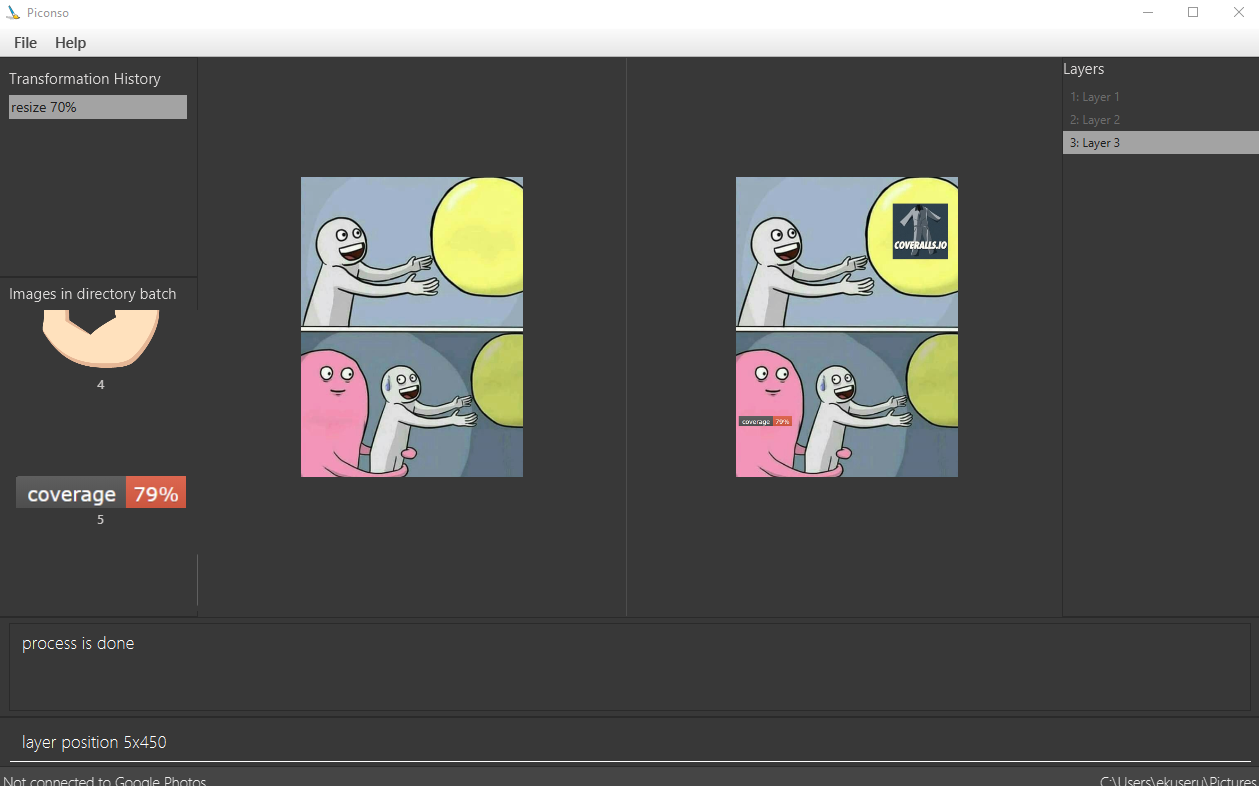 Piconso
File Help
Transformation History
resize 70%
Images in directory batch
4
coverage 79%
5
COVERALLS.IO
coverage 79%
Layers
1: Layer 1
2: Layer 2
3: Layer 3
process is done
layer position 5x450
Not connected to Google Photos
C:\Users\ekuseru\Pictures